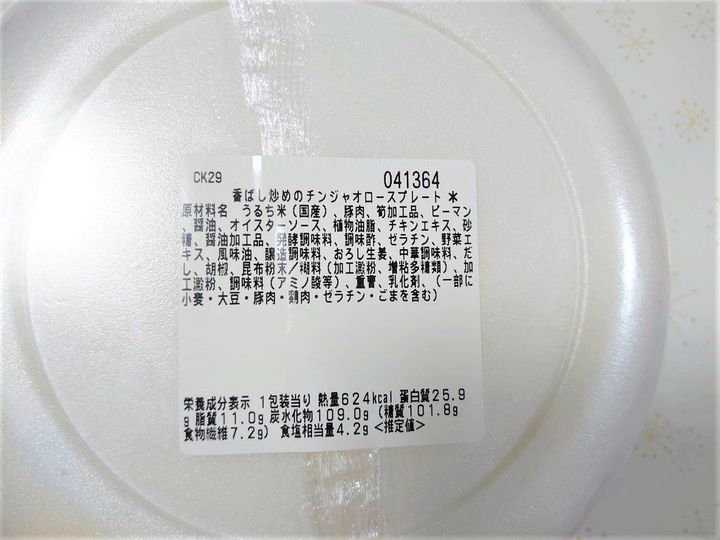 CK29
041364
香ばし炒めのチンジャオロースプレート＊
原材料名　うるち米（国産）、豚肉、筍加工品、ピーマン
、醤油、オイスターソース、植物油脂、チキンエキス、砂
糖、醤油加工品、発酵調味料、調味酢、ゼラチン、野菜エ
キス、風味油、醸造調味料、おろし生姜、中華調味料、だ
し、胡椒、昆布粉末／糊料（加工澱粉、増粘多糖類）、加
工澱粉、調味料（アミノ酸等）、重曹、乳化剤、（一部に
小麦・大豆・豚肉・鶏肉・ゼラチン・ごまを含む）
栄養成分表示 1包装当り 熱量624kcal 蛋白質25.9
g 脂質11.0g 炭水化物109.0g（糖質101.8g
食物繊維7.2g） 食塩相当量4.2g ＜推定値＞